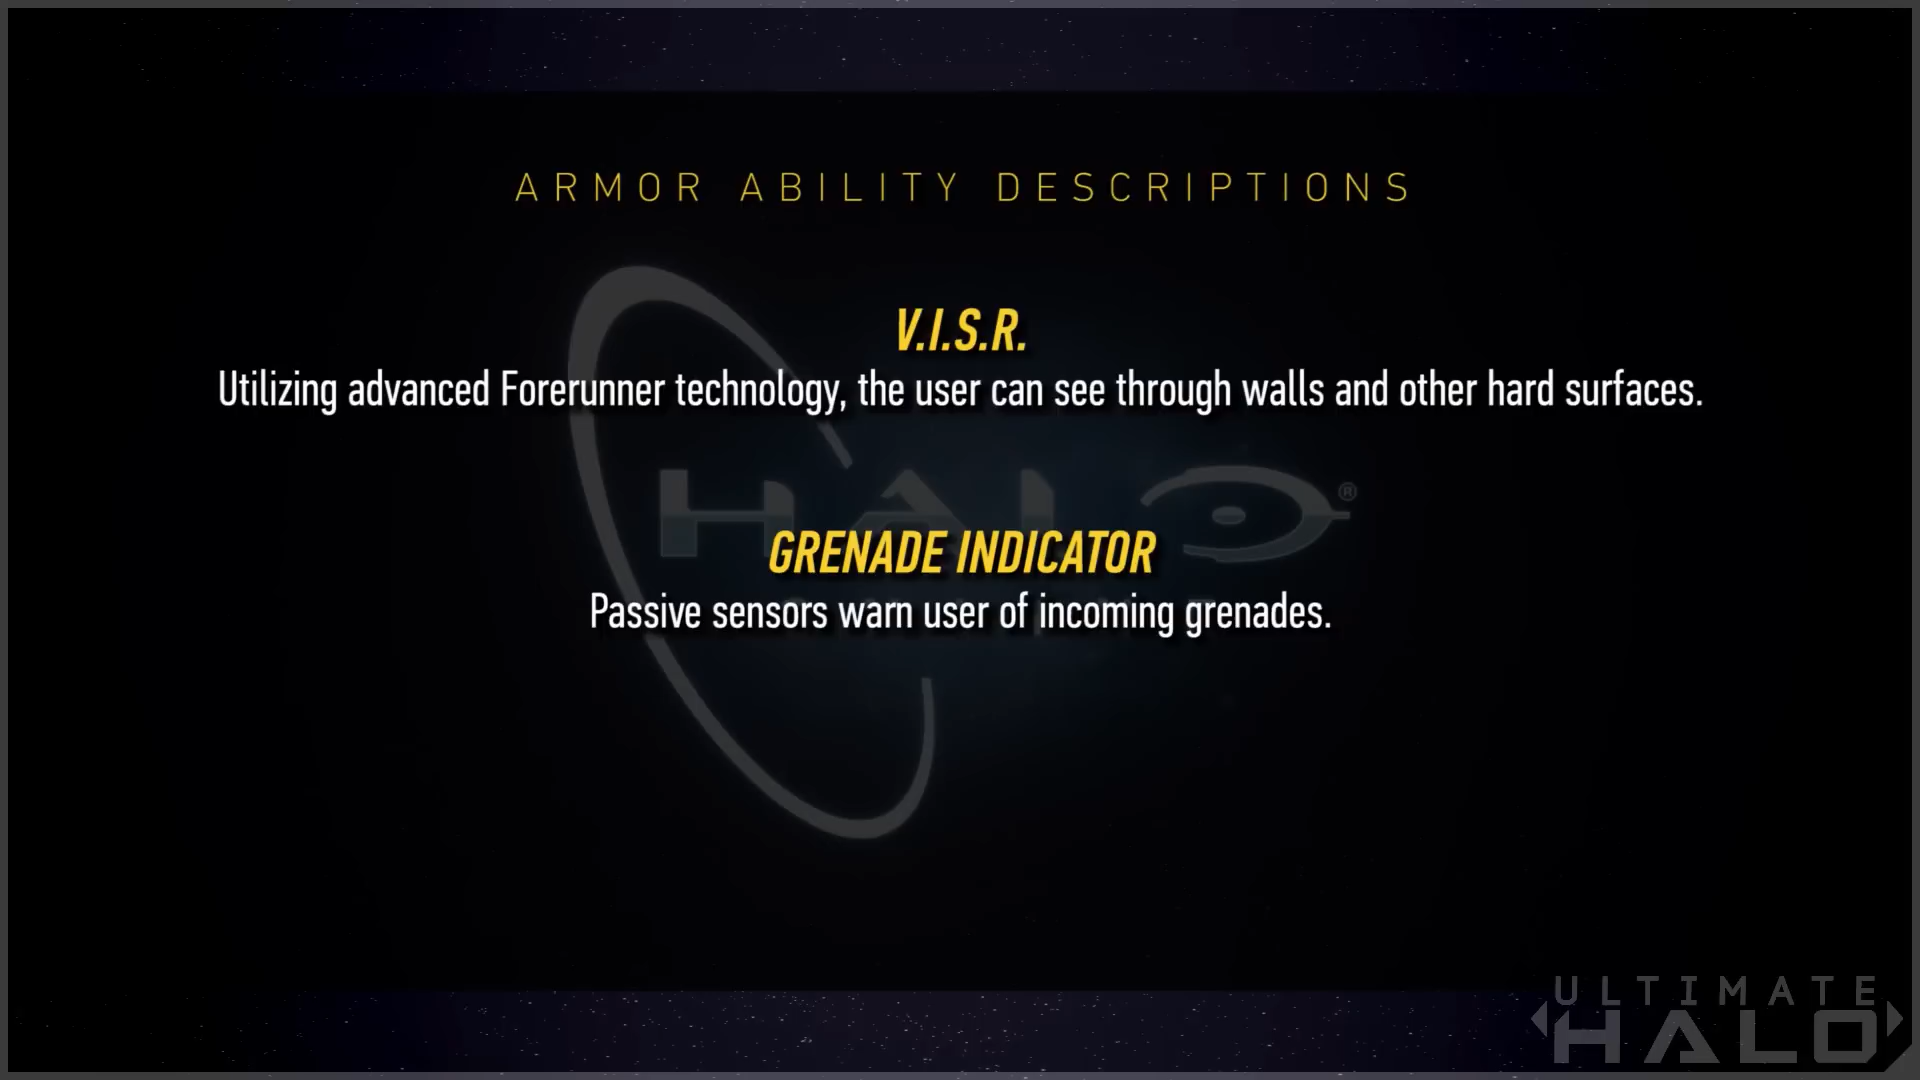 ARMOR ABILITY DESCRIPTIONS
V.I.S.R.
Utilizing advanced Forerunner technology, the user can see through walls and other hard surfaces.
HALO®
GRENADE INDICATOR
Passive sensors warn user of incoming grenades.
ULTIMATE
HALO